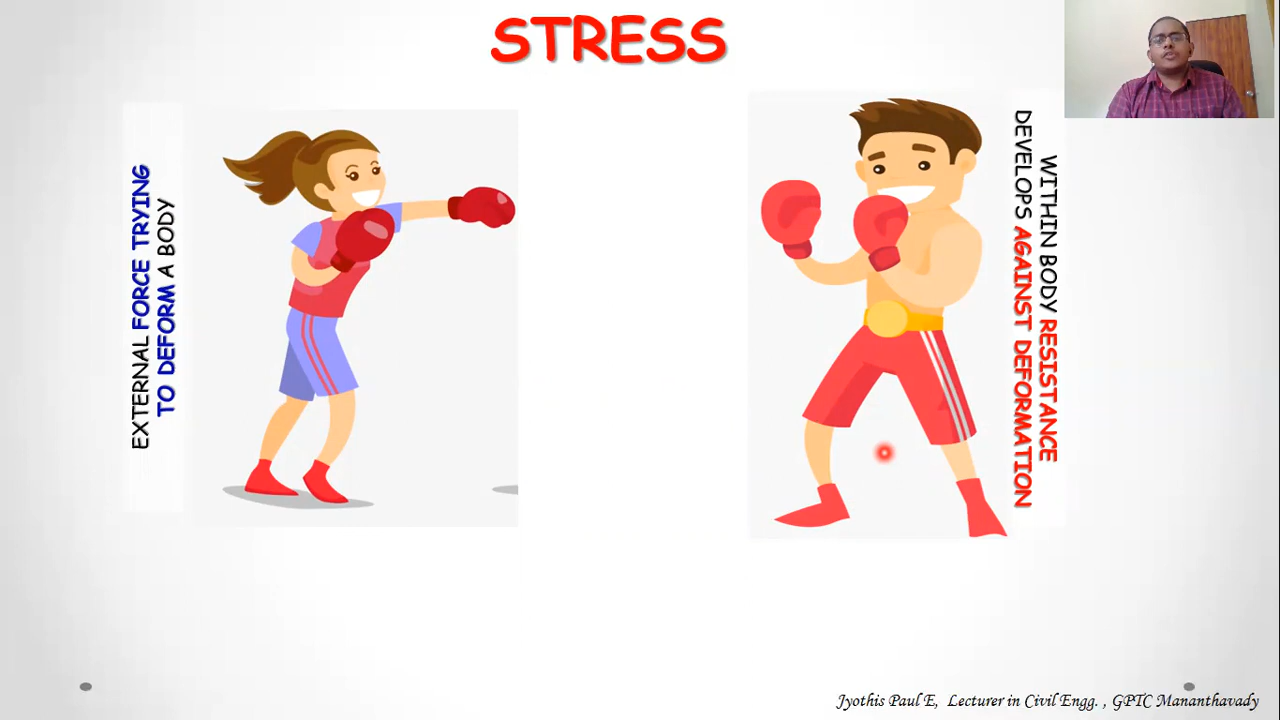 STRESS
EXTERNAL FORCE TRYING
TO DEFORM A BODY
WITHIN BODY RESISTANCE
DEVELOPS AGAINST DEFORMATION
Jyothis Paul E, Lecturer in Civil Engg. , GPTC Mananthavady